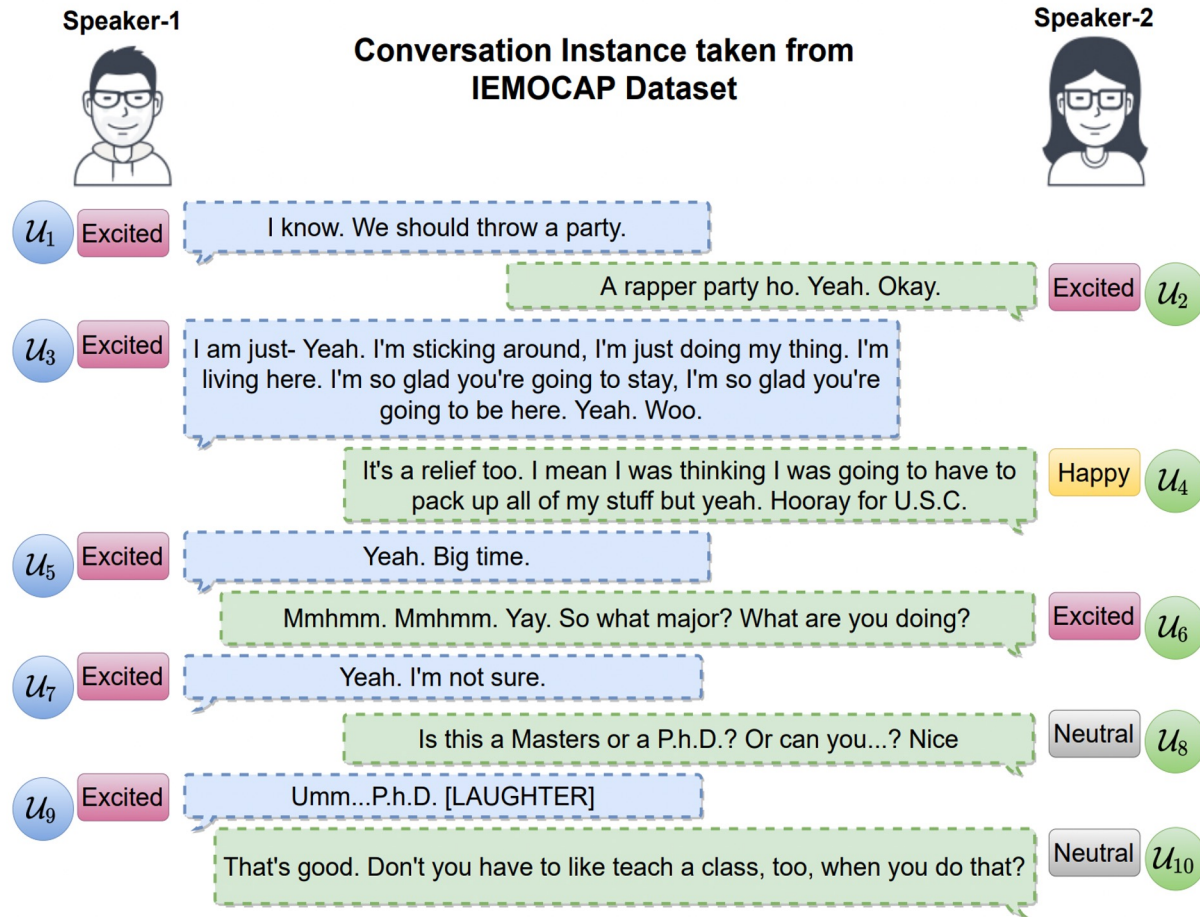 Speaker-1
Speaker-2
Conversation Instance taken from
IEMOCAP Dataset
U1 Excited I know. We should throw a party.
A rapper party ho. Yeah. Okay. Excited U2
U3 Excited
I am just- Yeah. I'm sticking around, I'm just doing my thing. I'm
living here. I'm so glad you're going to stay, I'm so glad you're
going to be here. Yeah. Woo.
It's a relief too. I mean I was thinking I was going to have to
pack up all of my stuff but yeah. Hooray for U.S.C.
Happy U4
U5 Excited Yeah. Big time.
Mmhmm. Mmhmm. Yay. So what major? What are you doing? Excited U6
U7 Excited Yeah. I'm not sure.
Is this a Masters or a P.h.D.? Or can you...? Nice Neutral U8
U9 Excited Umm...P.h.D. [LAUGHTER]
That's good. Don't you have to like teach a class, too, when you do that? Neutral U10